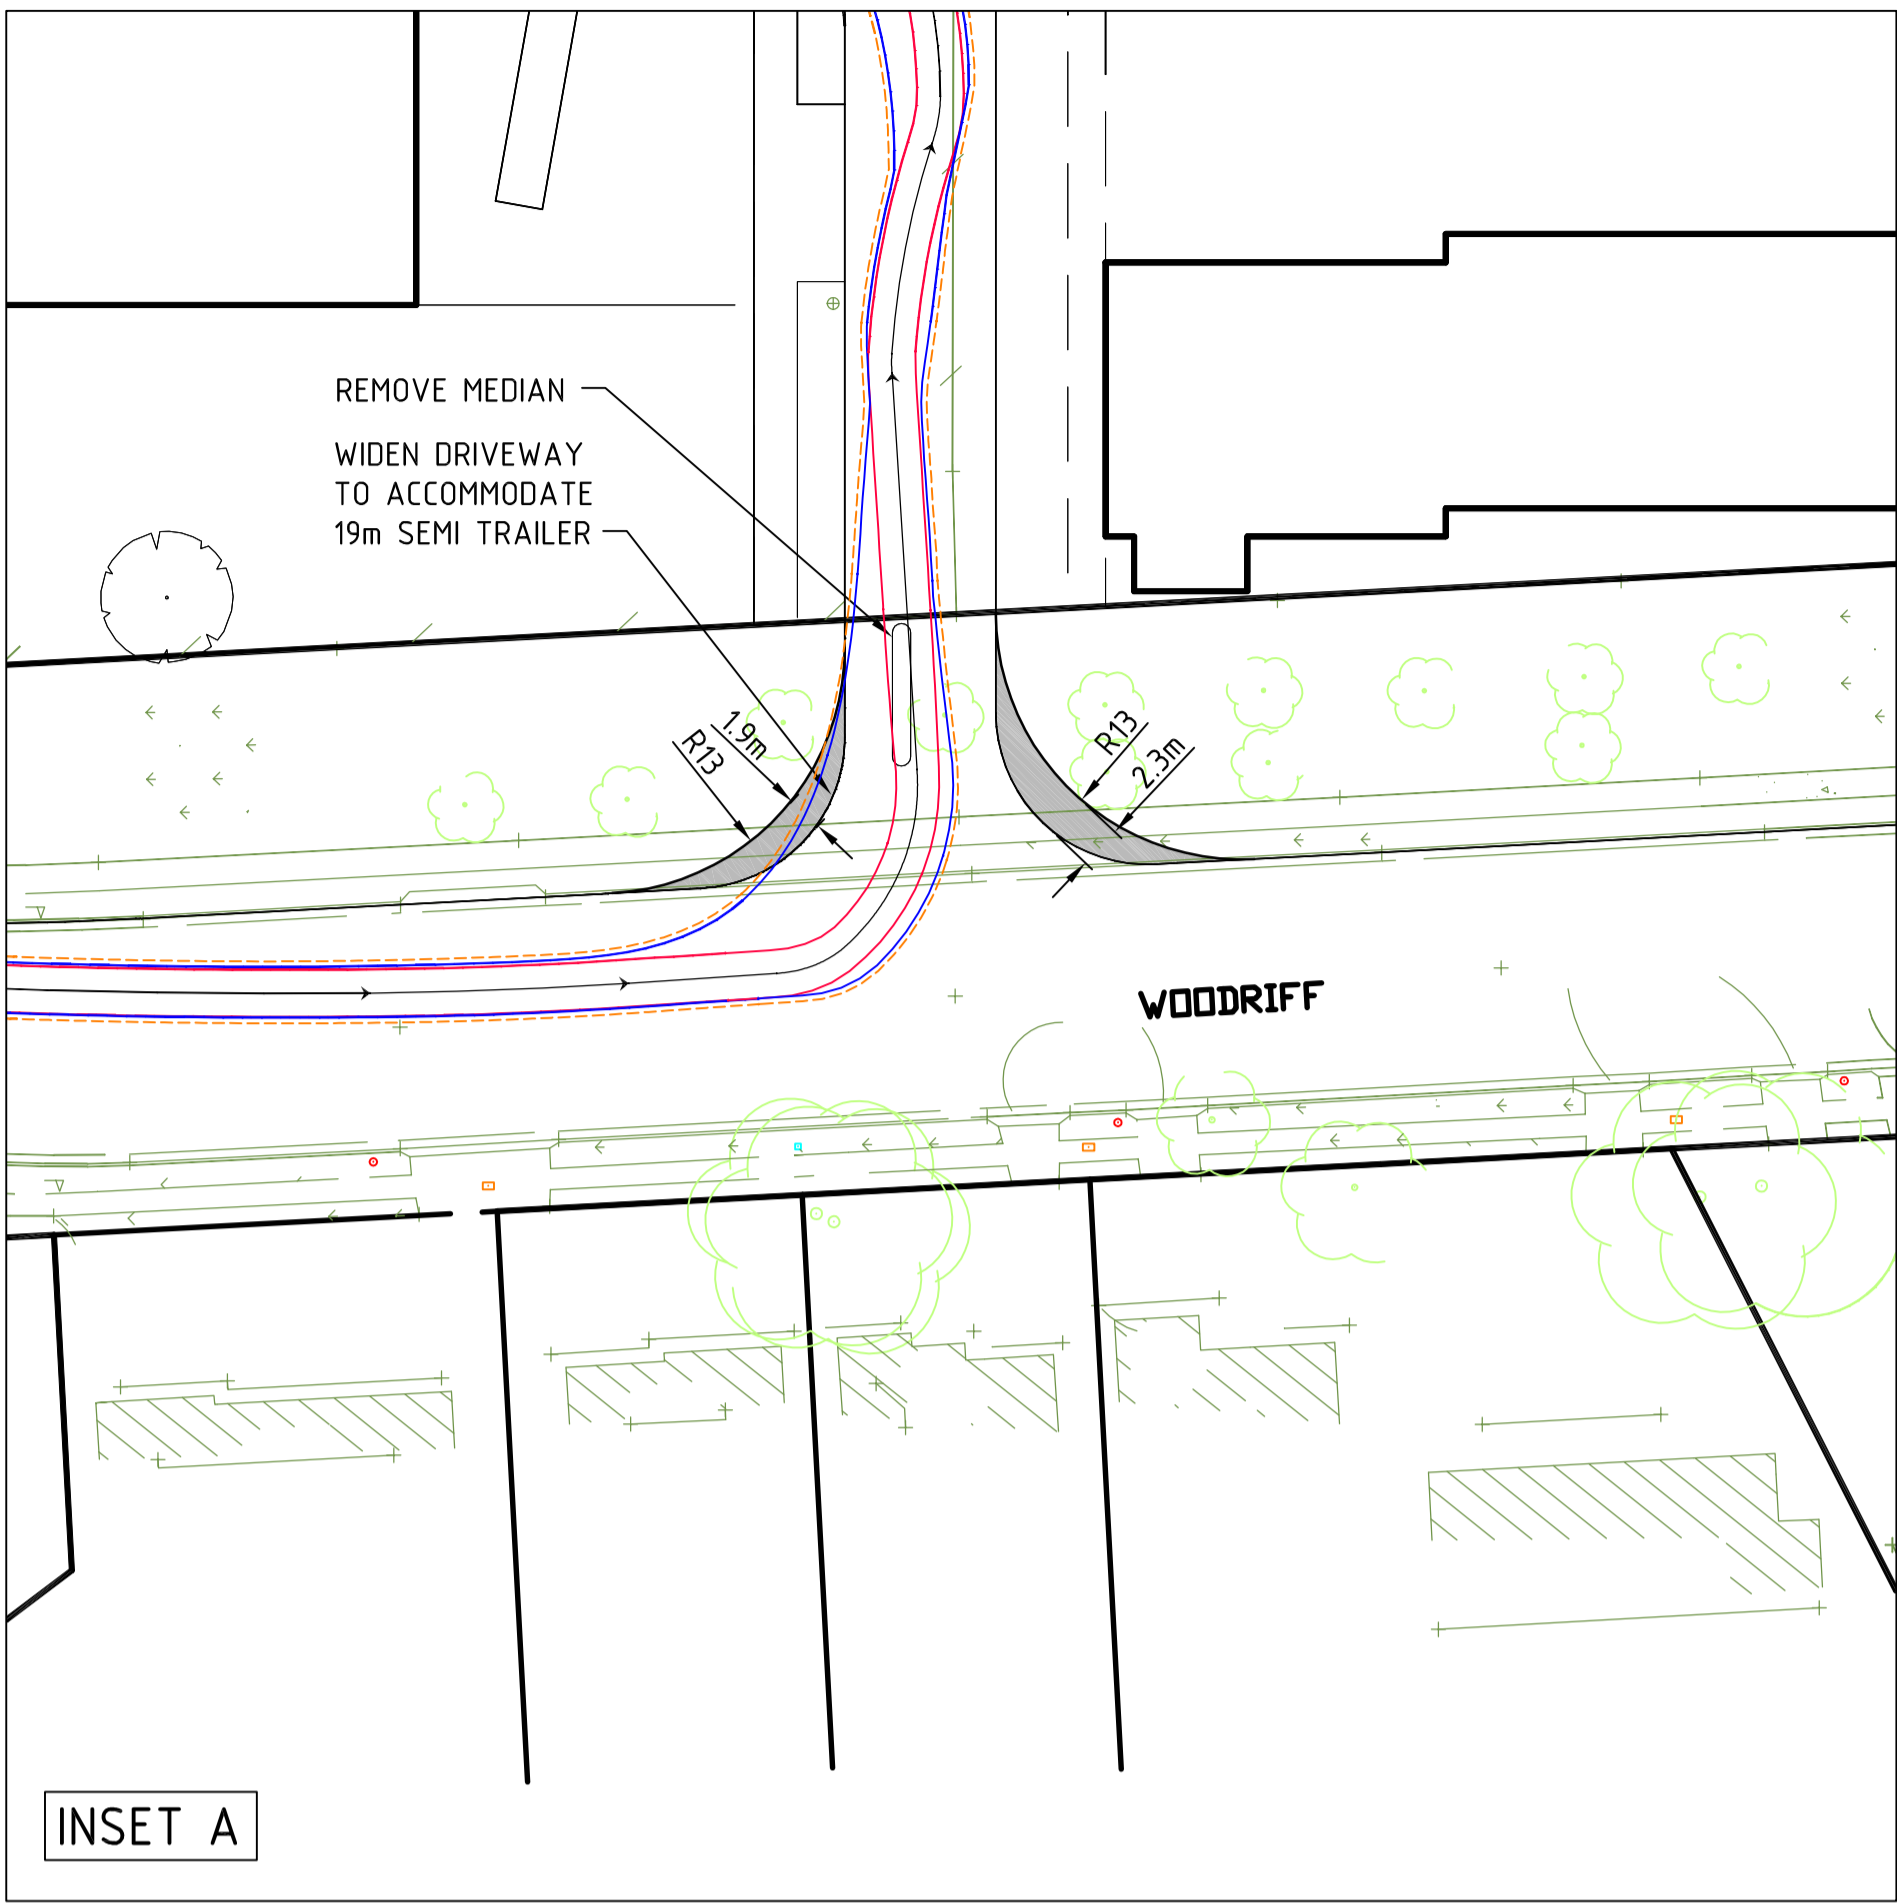 REMOVE MEDIAN
WIDEN DRIVEWAY
TO ACCOMMODATE
19m SEMI TRAILER
R13
1.9m
R13
2.3m
WOODRIFF
INSET A